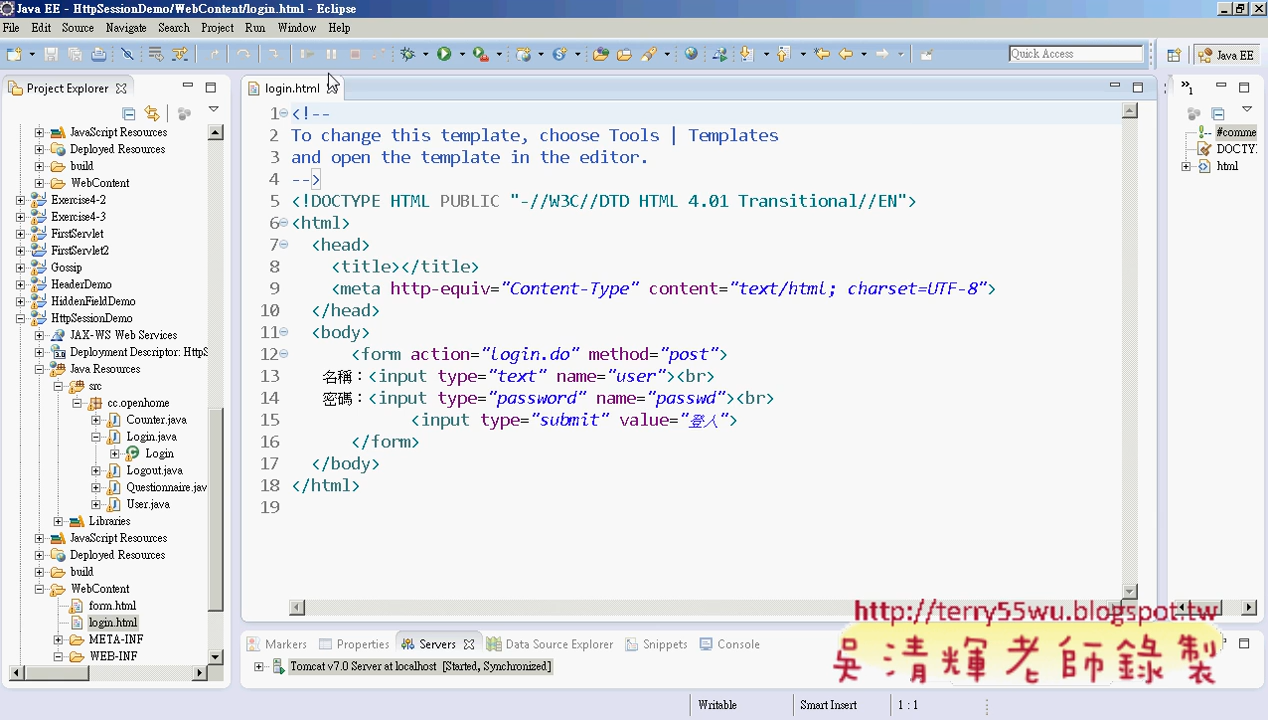 Java EE - HttpSessionDemo/WebContent/login.html - Eclipse
File Edit Source Navigate Search Project Run Window Help
Quick Access
Java EE
Project Explorer
login.html
JavaScript Resources
Deployed Resources
build
WebContent
Exercise4-2
Exercise4-3
FirstServlet
FirstServlet2
Gossip
HeaderDemo
HiddenFieldDemo
HttpSessionDemo
JAX-WS Web Services
Deployment Descriptor: HttpS
Java Resources
src
cc.openhome
Counter.java
Login.java
Login
Logout.java
Questionnaire.jav
User.java
Libraries
JavaScript Resources
Deployed Resources
build
WebContent
form.html
login.html
META-INF
WEB-INF
1 <!--
2 To change this template, choose Tools | Templates
3 and open the template in the editor.
4 -->
5 <!DOCTYPE HTML PUBLIC "-//W3C//DTD HTML 4.01 Transitional//EN">
6 <html>
7 <head>
8 <title></title>
9 <meta http-equiv="Content-Type" content="text/html; charset=UTF-8">
10 </head>
11 <body>
12 <form action="login.do" method="post">
13 名稱：<input type="text" name="user"><br>
14 密碼：<input type="password" name="passwd"><br>
15 <input type="submit" value="登入">
16 </form>
17 </body>
18 </html>
19
»1
#comme
DOCTY
html
Markers Properties Servers Data Source Explorer Snippets Console
Tomcat v7.0 Server at localhost [Started, Synchronized]
http://terry55wu.blogspot.tw
吳清輝老師錄製
Writable Smart Insert 1 : 1